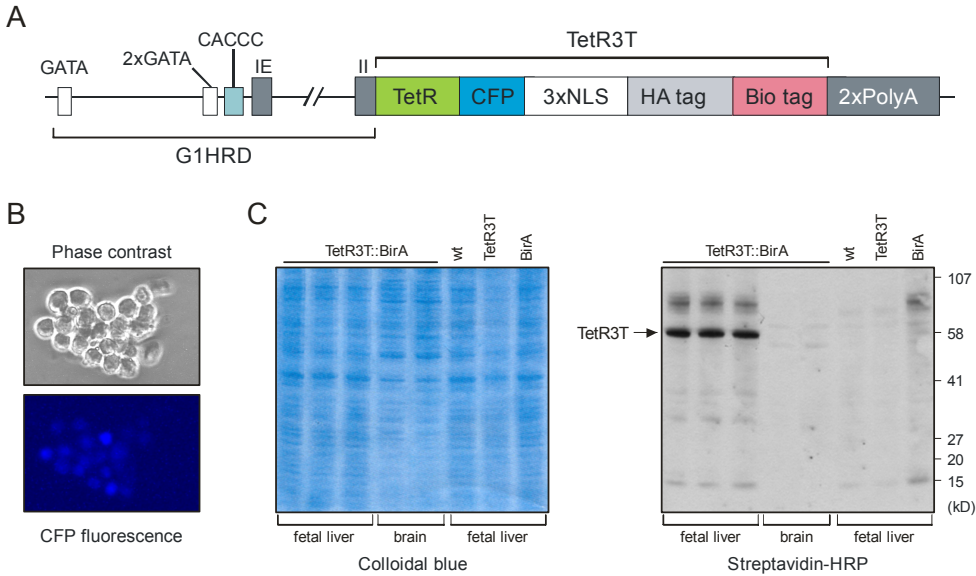 A
GATA
2xGATA
CACCC
IE
II
TetR3T
TetR
CFP
3xNLS
HA tag
Bio tag
2xPolyA
G1HRD
B
Phase contrast
CFP fluorescence
C
TetR3T::BirA
wt
TetR3T
BirA
fetal liver
brain
fetal liver
Colloidal blue
TetR3T::BirA
wt
TetR3T
BirA
TetR3T
107
58
41
27
20
15
(kD)
fetal liver
brain
fetal liver
Streptavidin-HRP